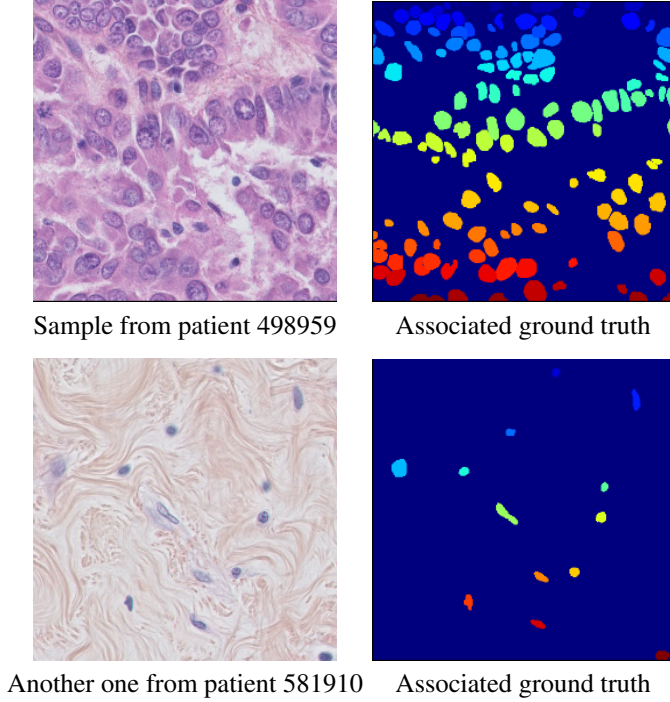 Sample from patient 498959
Associated ground truth
Another one from patient 581910
Associated ground truth